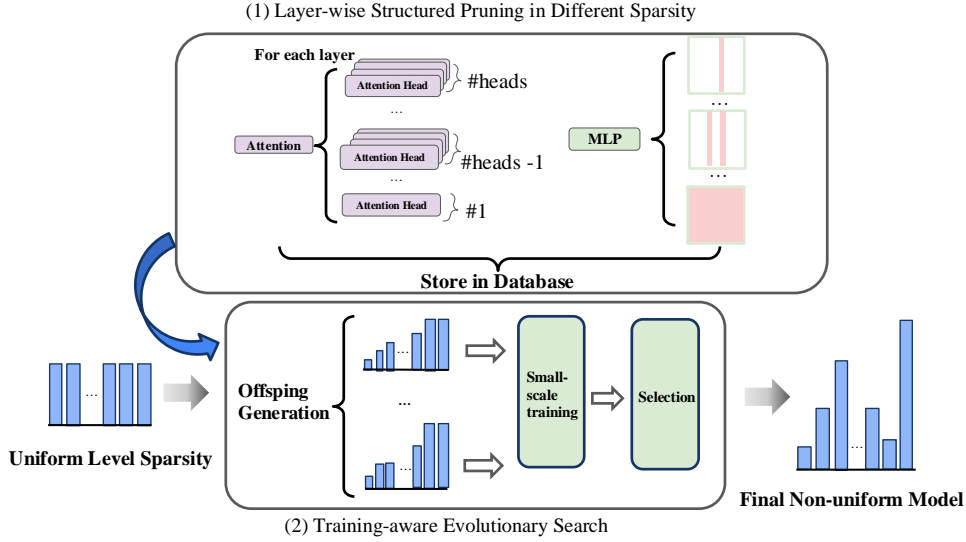 (1) Layer-wise Structured Pruning in Different Sparsity
For each layer
Attention
Attention Head
#heads
...
Attention Head
#heads -1
...
Attention Head
#1
MLP
...
...
Store in Database
Uniform Level Sparsity
...
Offsping
Generation
...
...
...
Small-
scale
training
Selection
...
Final Non-uniform Model
(2) Training-aware Evolutionary Search